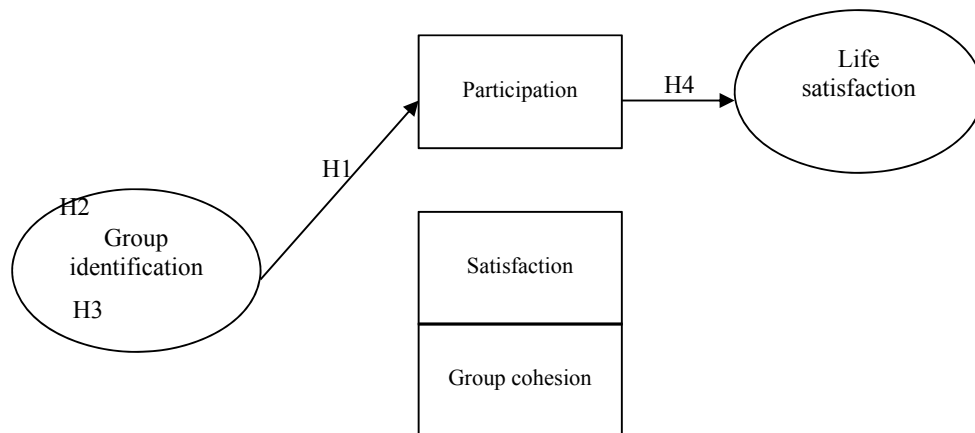 Life
satisfaction
Participation
H4
H1
H2
Group
identification
H3
Satisfaction
Group cohesion